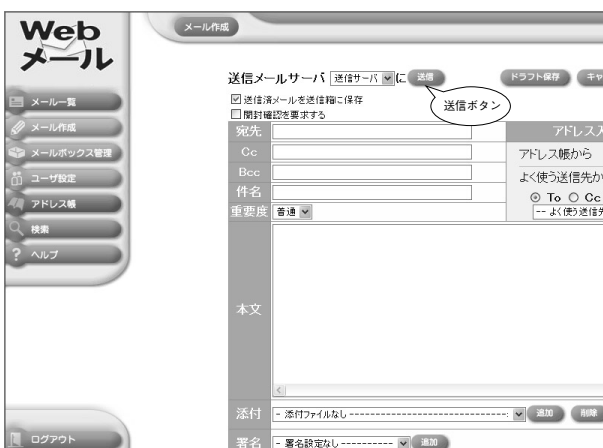 Web
メール
メール一覧
メール作成
メールボックス管理
ユーザ設定
アドレス帳
検索
ヘルプ
ログアウト
メール作成
送信メールサーバ 送信サーバ に 送信 ドラフト保存 キャ
送信済メールを送信箱に保存
開封確認を要求する
送信ボタン
宛先
Cc
Bcc
件名
重要度 普通
アドレス入
アドレス帳から
よく使う送信先か
To Cc
-- よく使う送信先
本文
添付 - 添付ファイルなし ------------------------------: 追加 削除
署名 - 署名設定なし ---------- 追加